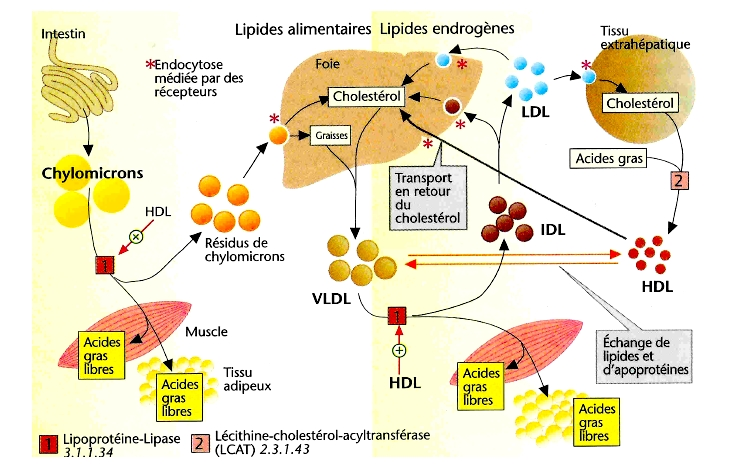 Lipides alimentaires
Lipides endrogènes
Intestin
*Endocytose
médiée par des
récepteurs
Foie
Cholestérol
Graisses
*
*
*
*
LDL
*
Tissu
extrahépatique
Cholestérol
Acides gras
2
Chylomicrons
HDL
+
1
Résidus de
chylomicrons
Transport
en retour
du
cholestérol
IDL
VLDL
HDL
1
+
HDL
Échange de
lipides et
d'apoprotéines
Muscle
Acides
gras
libres
Tissu
adipeux
Acides
gras
libres
Acides
gras
libres
Acides
gras
libres
1 Lipoprotéine-Lipase
3.1.1.34
2 Lécithine-cholestérol-acyltransférase
(LCAT) 2.3.1.43